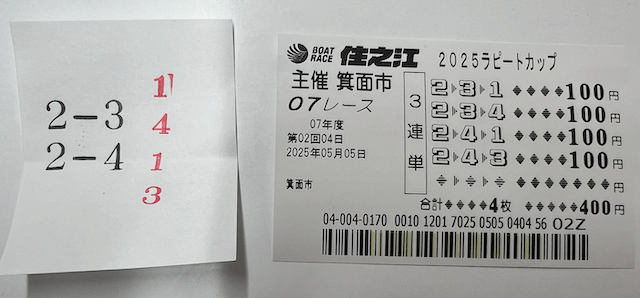 2-3
2-4
1
4
1
3
BOAT RACE 住之江 2025ラピートカップ
主催 箕面市
07レース
07年度
第02回04日
2025年05月05日
箕面市
3連単
2▷3▷1 ◆◆◆◆100円
2▷3▷4 ◆◆◆◆100円
2▷4▷1 ◆◆◆◆100円
2▷4▷3 ◆◆◆◆100円
◆▷◆▷◆ ◆◆◆◆◆◆◆
合計◆◆◆◆4枚 ◆◆◆◆◆400円
04-004-0170 0010 1201 7025 0505 0404 56 02Z